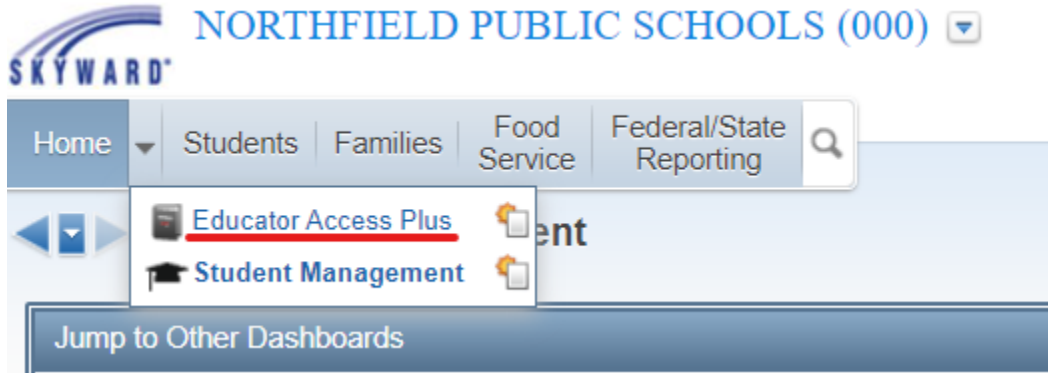 NORTHFIELD PUBLIC SCHOOLS (000)
SKYWARD®
Home
Students
Families
Food
Service
Federal/State
Reporting
Educator Access Plus
ent
Student Management
Jump to Other Dashboards